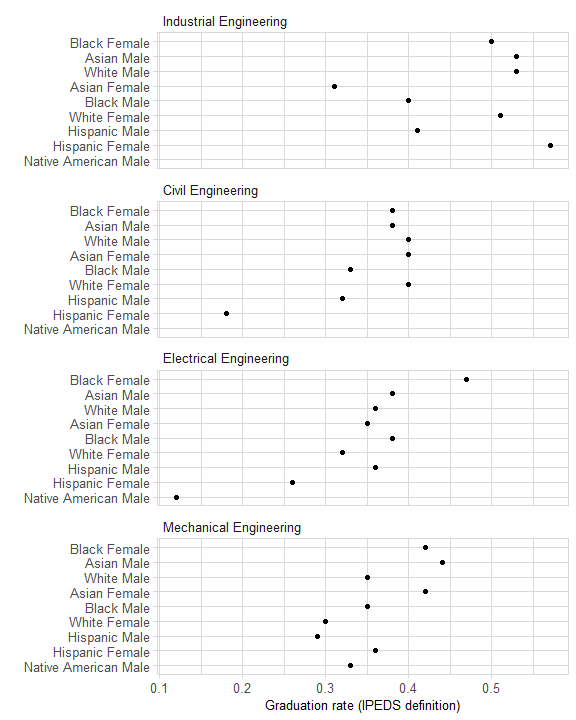 Industrial Engineering
Black Female
Asian Male
White Male
Asian Female
Black Male
White Female
Hispanic Male
Hispanic Female
Native American Male
Civil Engineering
Black Female
Asian Male
White Male
Asian Female
Black Male
White Female
Hispanic Male
Hispanic Female
Native American Male
Electrical Engineering
Black Female
Asian Male
White Male
Asian Female
Black Male
White Female
Hispanic Male
Hispanic Female
Native American Male
Mechanical Engineering
Black Female
Asian Male
White Male
Asian Female
Black Male
White Female
Hispanic Male
Hispanic Female
Native American Male
0.1 0.2 0.3 0.4 0.5
Graduation rate (IPEDS definition)